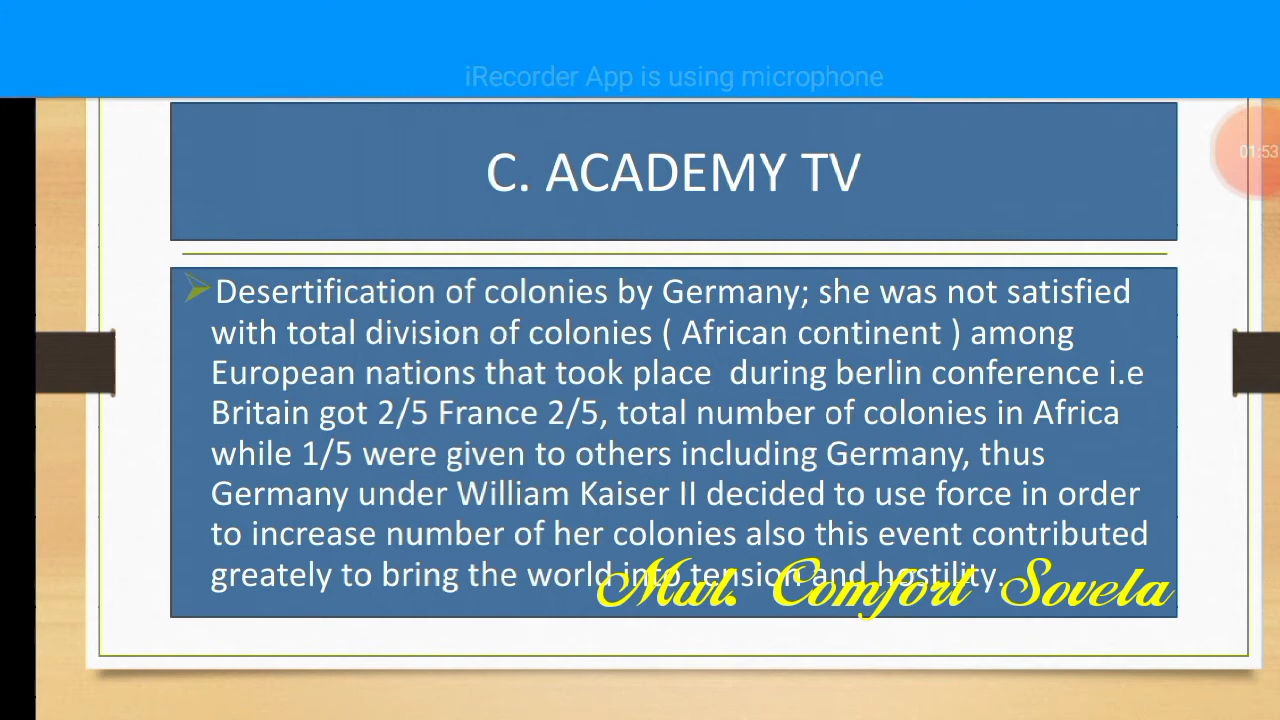 iRecorder App is using microphone
C. ACADEMY TV
01:53
Desertification of colonies by Germany; she was not satisfied
with total division of colonies ( African continent ) among
European nations that took place during berlin conference i.e
Britain got 2/5 France 2/5, total number of colonies in Africa
while 1/5 were given to others including Germany, thus
Germany under William Kaiser II decided to use force in order
to increase number of her colonies also this event contributed
greately to bring the world into tension and hostility.
Mwl. Comfort Sovela